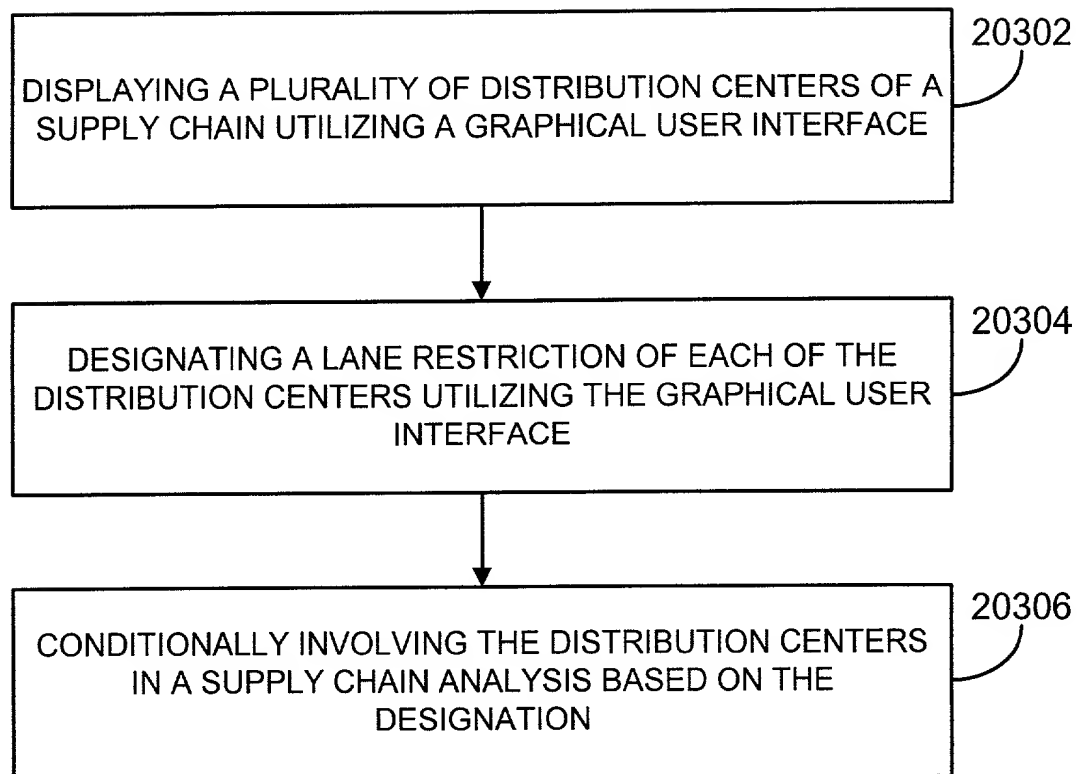 20302
DISPLAYING A PLURALITY OF DISTRIBUTION CENTERS OF A
SUPPLY CHAIN UTILIZING A GRAPHICAL USER INTERFACE
20304
DESIGNATING A LANE RESTRICTION OF EACH OF THE
DISTRIBUTION CENTERS UTILIZING THE GRAPHICAL USER
INTERFACE
20306
CONDITIONALLY INVOLVING THE DISTRIBUTION CENTERS
IN A SUPPLY CHAIN ANALYSIS BASED ON THE
DESIGNATION